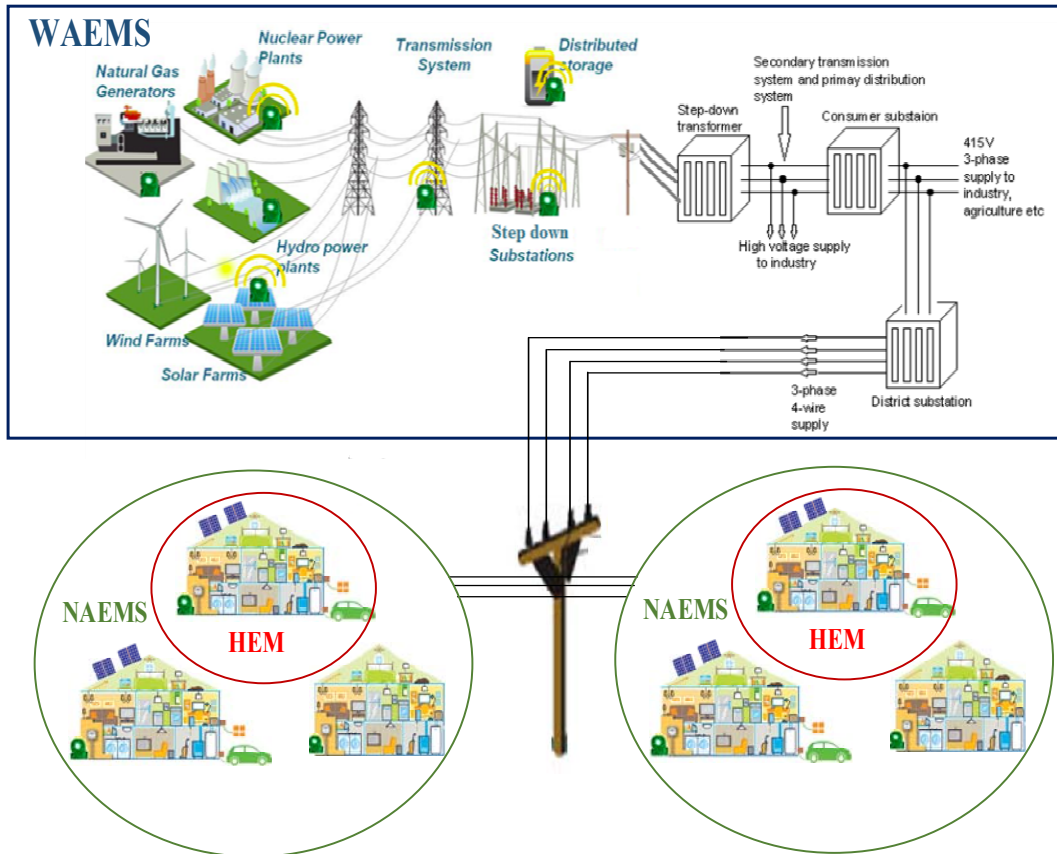 WAEMS
Nuclear Power
Plants
Natural Gas
Generators
Transmission
System
Distributed
storage
Secondary transmission
system and primay distribution
system
Step-down
transformer
Consumer substaion
415V
3-phase
supply to
industry,
agriculture etc
High voltage supply
to industry
Step down
Substations
Hydro power
plants
Wind Farms
Solar Farms
3-phase
4-wire
supply
District substation
NAEMS
HEM
NAEMS
HEM